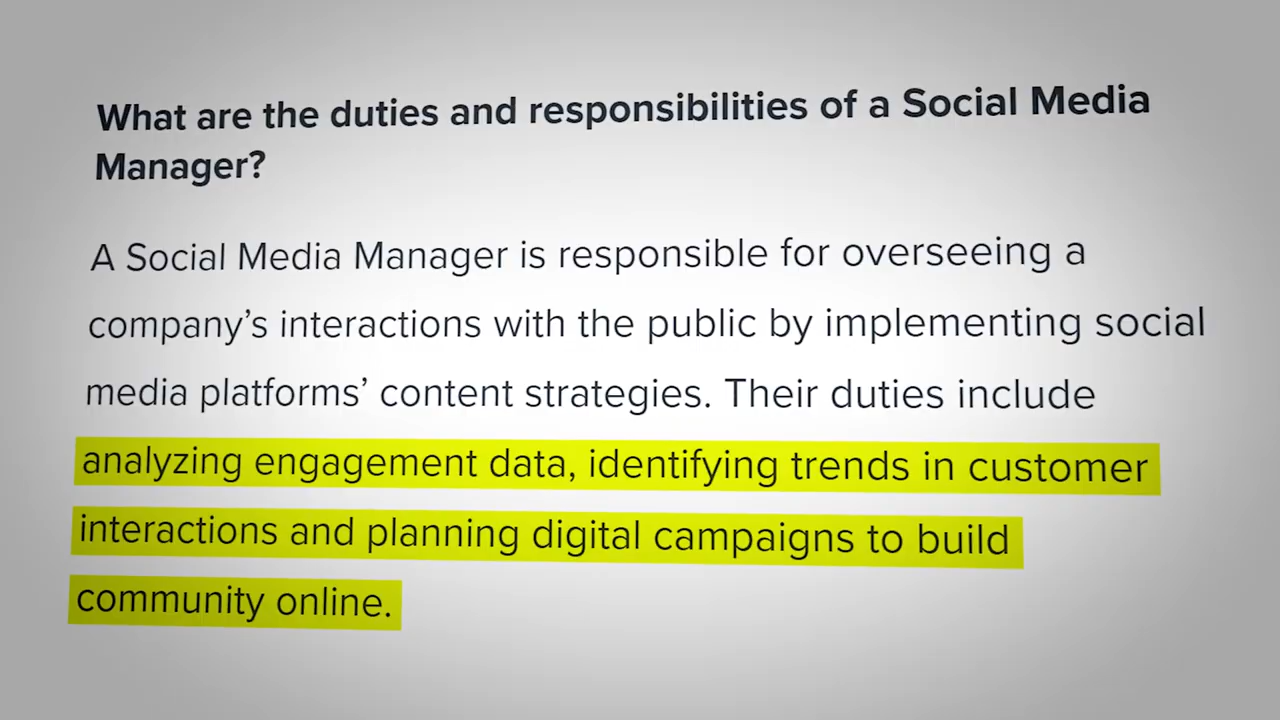 What are the duties and responsibilities of a Social Media
Manager?
A Social Media Manager is responsible for overseeing a
company’s interactions with the public by implementing social
media platforms’ content strategies. Their duties include
analyzing engagement data, identifying trends in customer
interactions and planning digital campaigns to build
community online.